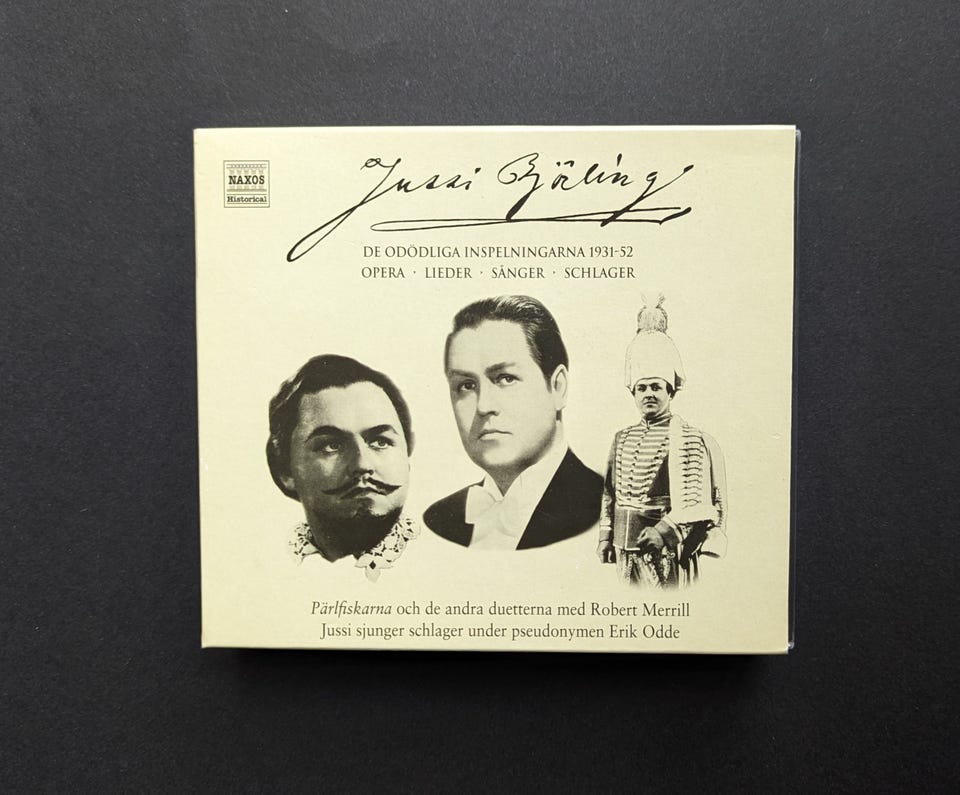 NAXOS
Historical
Jussi Björling
DE ODÖDLIGA INSPELNINGARNA 1931-52
OPERA · LIEDER · SÅNGER · SCHLAGER
Pärlfiskarna och de andra duetterna med Robert Merrill
Jussi sjunger schlager under pseudonymen Erik Odde